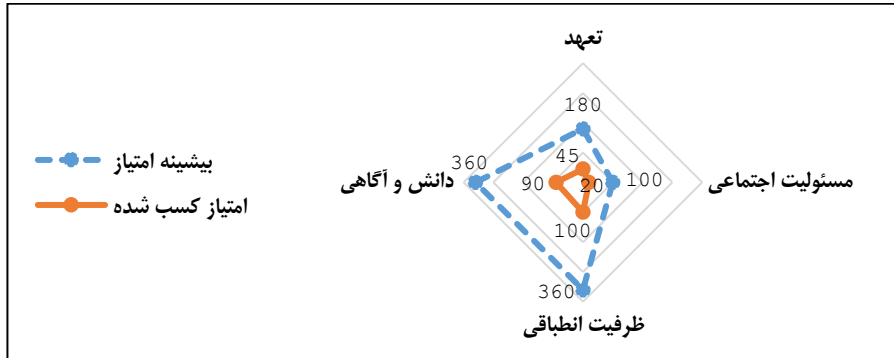 تعهد
180
45
مسئولیت اجتماعی
100
20
دانش و آگاهی
360
90
100
360
ظرفیت انطباقی
بیشینه امتیاز
امتیاز کسب شده